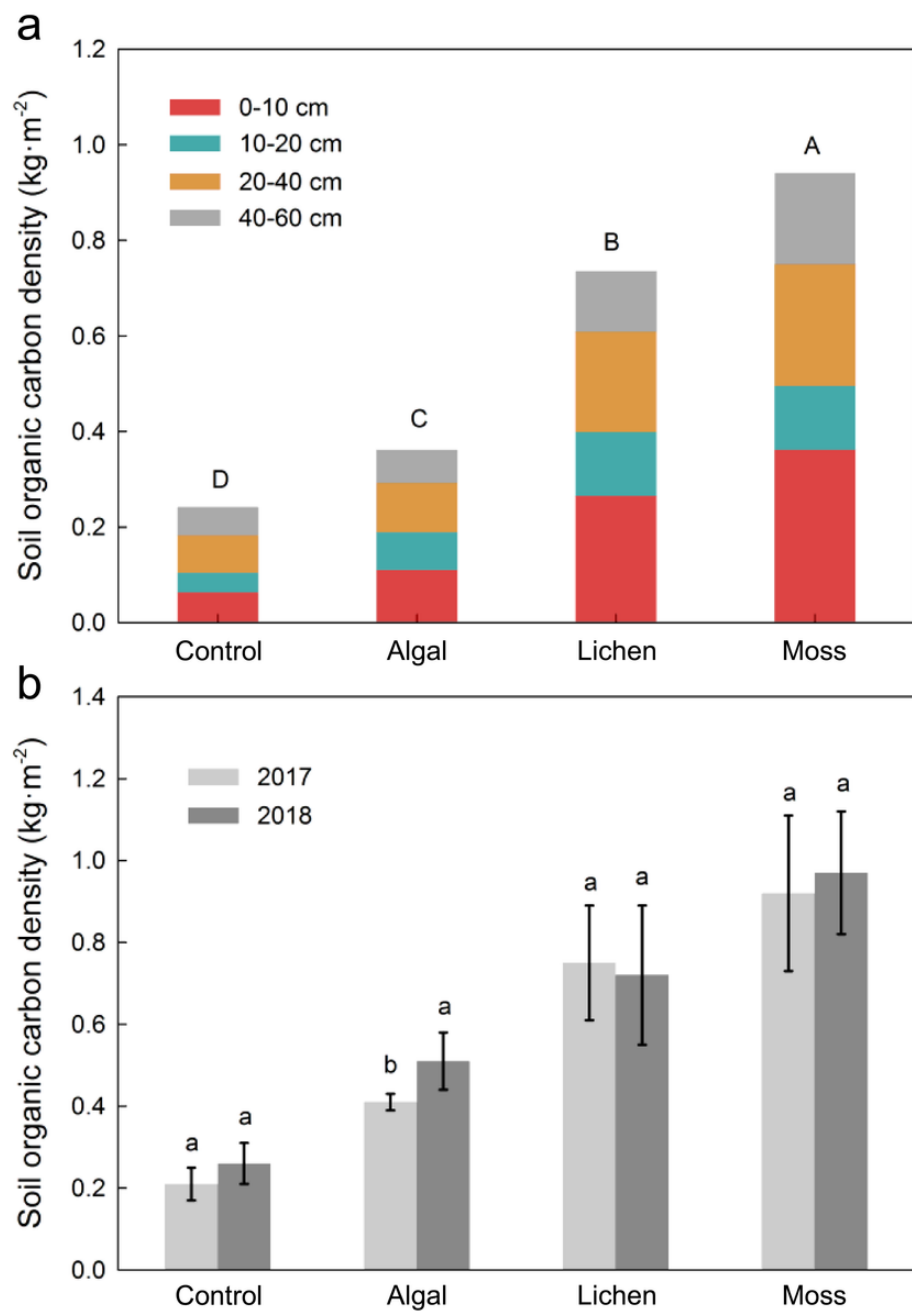 a
Soil organic carbon density (kg·m⁻²)
1.2
1.0
0.8
0.6
0.4
0.2
0.0
0-10 cm
10-20 cm
20-40 cm
40-60 cm
D
C
B
A
Control
Algal
Lichen
Moss
b
Soil organic carbon density (kg·m⁻²)
1.4
1.2
1.0
0.8
0.6
0.4
0.2
0.0
2017
2018
a
a
b
a
a
a
a
a
Control
Algal
Lichen
Moss